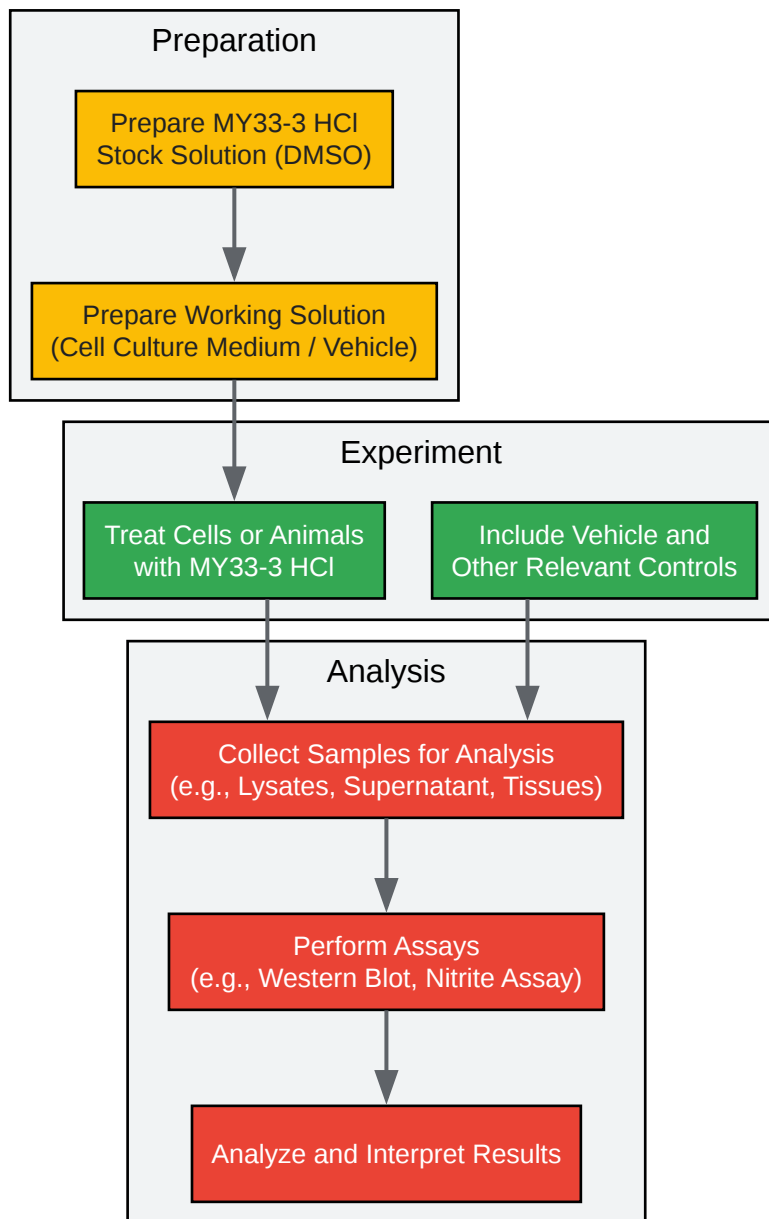 Preparation
Prepare MY33-3 HCl
Stock Solution (DMSO)
Prepare Working Solution
(Cell Culture Medium / Vehicle)
Experiment
Treat Cells or Animals
with MY33-3 HCl
Include Vehicle and
Other Relevant Controls
Analysis
Collect Samples for Analysis
(e.g., Lysates, Supernatant, Tissues)
Perform Assays
(e.g., Western Blot, Nitrite Assay)
Analyze and Interpret Results